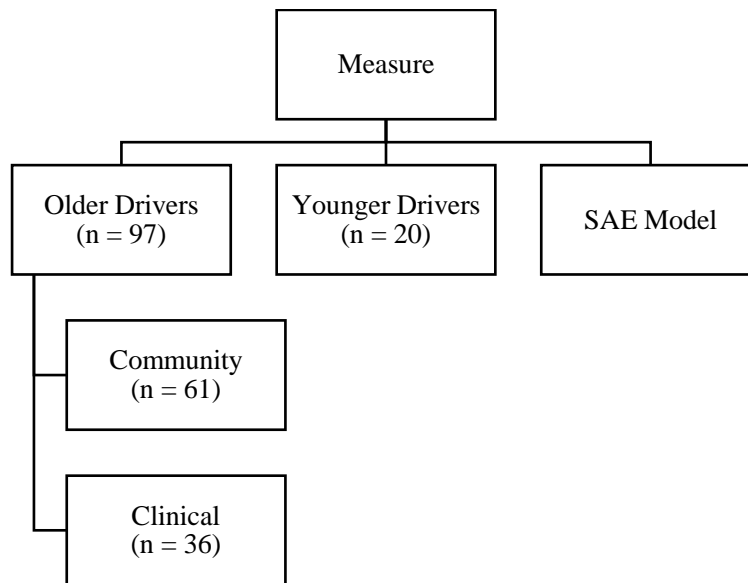 Measure
Older Drivers
(n = 97)
Younger Drivers
(n = 20)
SAE Model
Community
(n = 61)
Clinical
(n = 36)